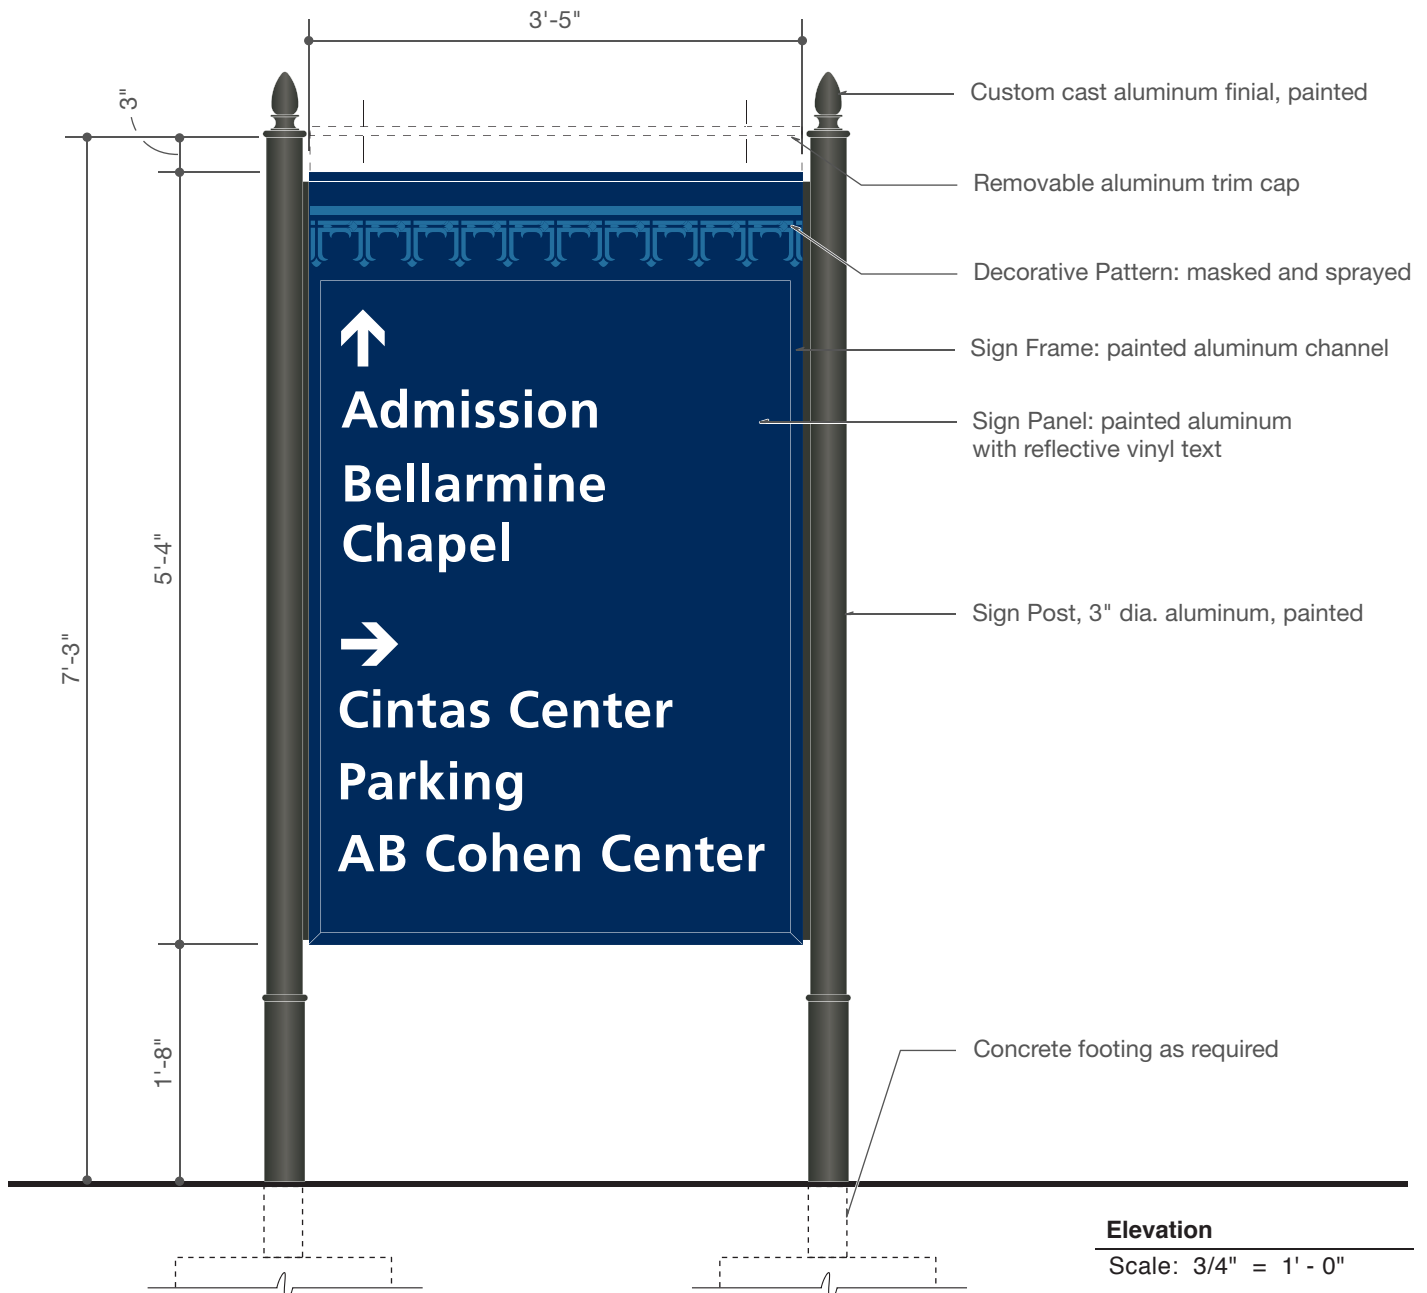 3'-5"
3"
7'-3"
5'-4"
1'-8"
Admission
Bellarmine
Chapel
Cintas Center
Parking
AB Cohen Center
Custom cast aluminum finial, painted
Removable aluminum trim cap
Decorative Pattern: masked and sprayed
Sign Frame: painted aluminum channel
Sign Panel: painted aluminum
with reflective vinyl text
Sign Post, 3" dia. aluminum, painted
Concrete footing as required
Elevation
Scale: 3/4" = 1' - 0"